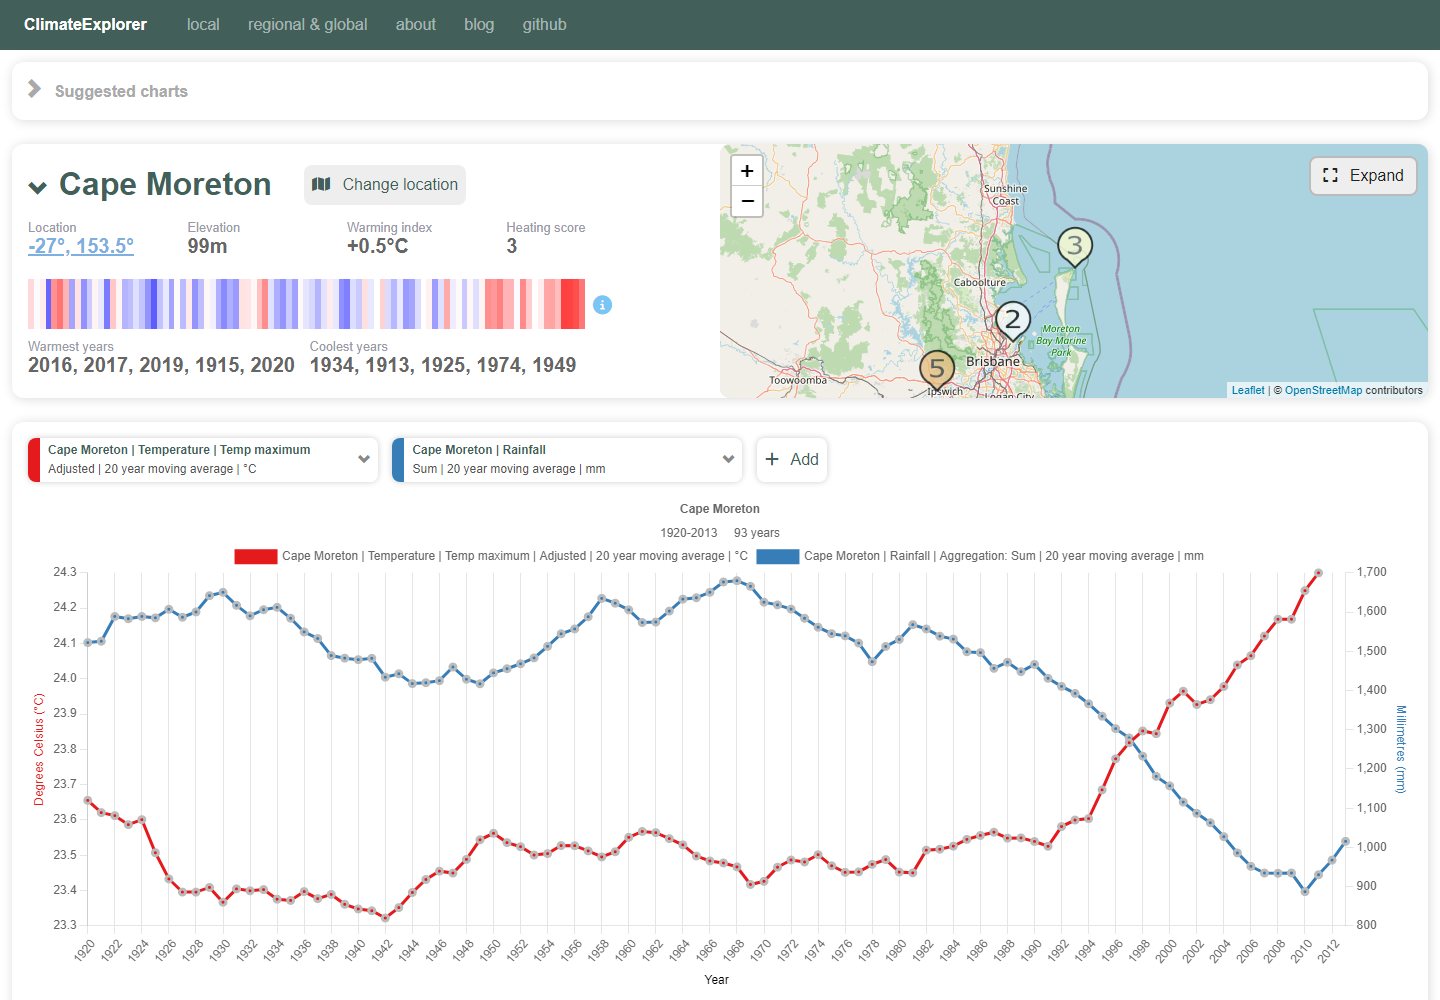 ClimateExplorer local regional & global about blog github
Suggested charts
Cape Moreton
Change location
Location Elevation Warming index Heating score
-27°, 153.5° 99m +0.5°C 3
Warmest years Coolest years
2016, 2017, 2019, 1915, 2020 1934, 1913, 1925, 1974, 1949
+
−
Expand
Sunshine
Coast
3
Caboolture
2
Moreton
Bay Marine
Park
Brisbane
5
Toowoomba
Ipswich
Logan City
Leaflet | © OpenStreetMap contributors
Cape Moreton | Temperature | Temp maximum
Adjusted | 20 year moving average | °C
Cape Moreton | Rainfall
Sum | 20 year moving average | mm
+ Add
Cape Moreton
1920-2013 93 years
Cape Moreton | Temperature | Temp maximum | Adjusted | 20 year moving average | °C
Cape Moreton | Rainfall | Aggregation: Sum | 20 year moving average | mm
Degrees Celsius (°C)
24.3
24.2
24.1
24.0
23.9
23.8
23.7
23.6
23.5
23.4
23.3
1,700
1,600
1,500
1,400
1,300
1,200
1,100
1,000
900
800
Millimetres (mm)
1920 1922 1924 1926 1928 1930 1932 1934 1936 1938 1940 1942 1944 1946 1948 1950 1952 1954 1956 1958 1960 1962 1964 1966 1968 1970 1972 1974 1976 1978 1980 1982 1984 1986 1988 1990 1992 1994 1996 1998 2000 2002 2004 2006 2008 2010 2012
Year